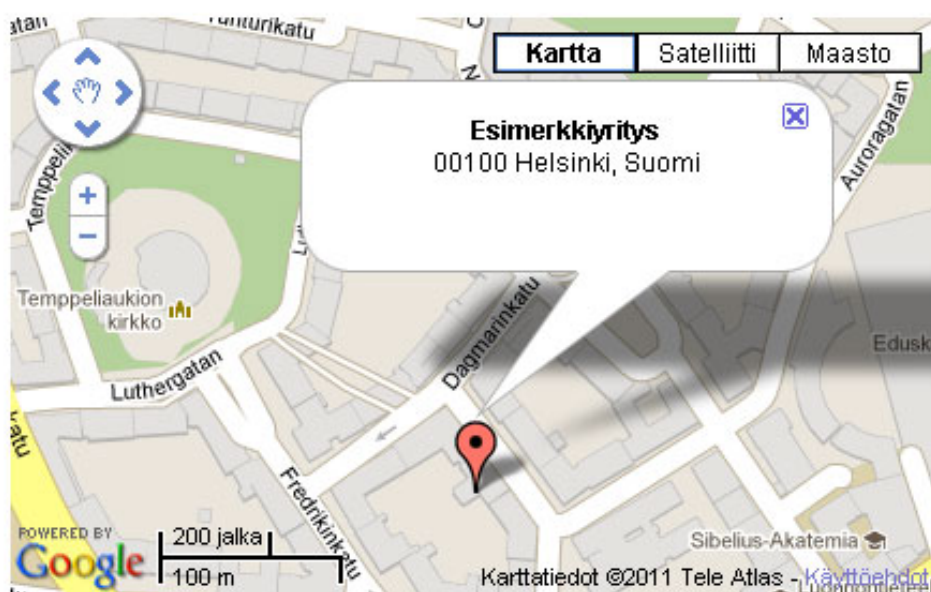 Kartta
Satelliitti
Maasto
Esimerkkiyritys
00100 Helsinki, Suomi
Auroragatan
Temppeliaukion
kirkko
Dagmarinkatu
Luthergatan
Fredrikinkatu
Edusk
Sibelius-Akatemia
POWERED BY
Google
200 jalka
100 m
Karttatiedot ©2011 Tele Atlas - Käyttöehdot